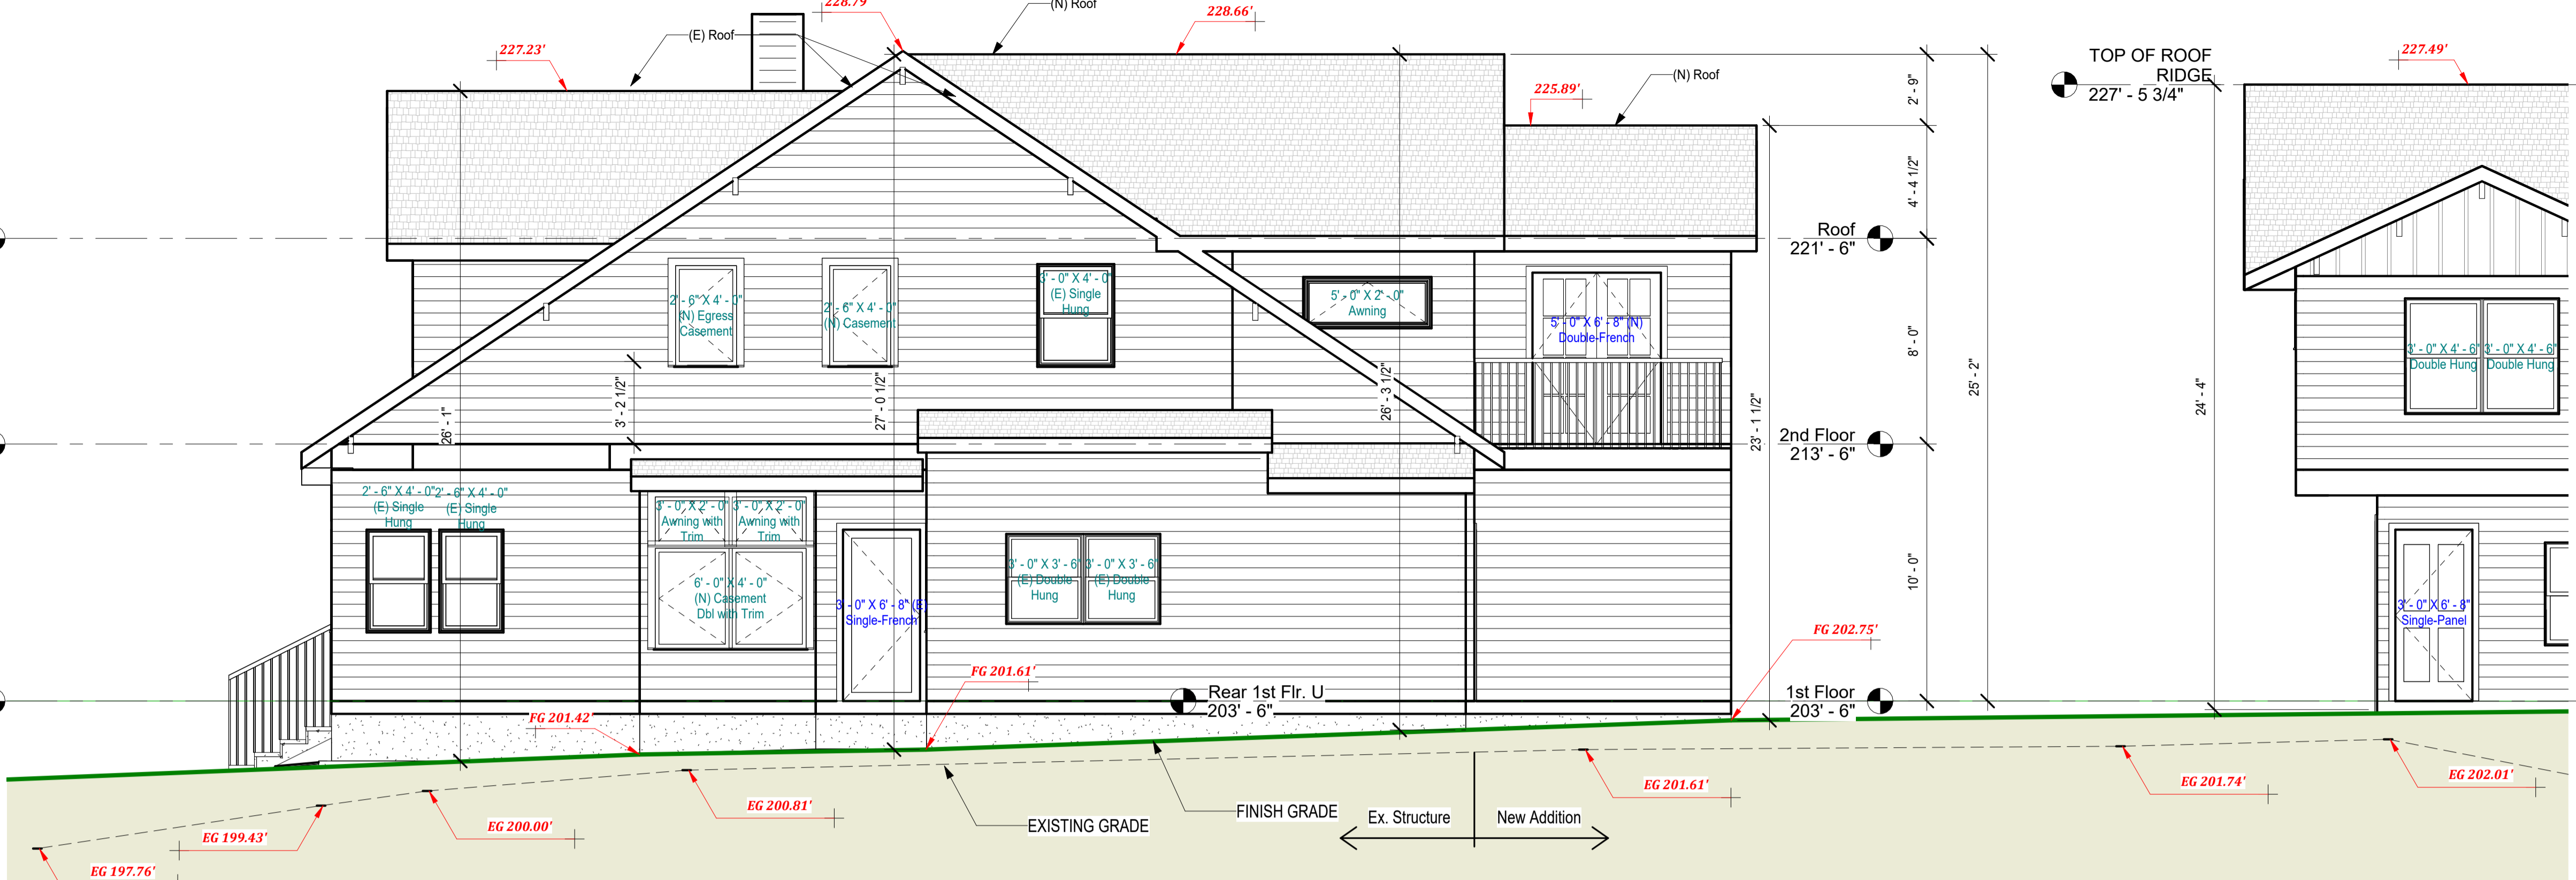 228.79'
(N) Roof
228.66'
227.23'
(E) Roof
TOP OF ROOF
RIDGE
227' - 5 3/4"
227.49'
225.89'
(N) Roof
2' - 9"
4' - 4 1/2"
Roof
221' - 6"
2' - 6" X 4' - 0"
(N) Egress
Casement
2' - 6" X 4' - 0"
(N) Casement
3' - 0" X 4' - 0"
(E) Single
Hung
5' - 0" X 2' - 0"
Awning
5' - 0" X 6' - 8" (N)
Double-French
8' - 0"
25' - 2"
24' - 4"
3' - 0" X 4' - 6"
Double Hung
3' - 0" X 4' - 6"
Double Hung
26' - 1"
3' - 2 1/2"
27' - 0 1/2"
26' - 3 1/2"
23' - 1 1/2"
2nd Floor
213' - 6"
2' - 6" X 4' - 0"
(E) Single
Hung
2' - 6" X 4' - 0"
(E) Single
Hung
3' - 0" X 2' - 0"
Awning with
Trim
3' - 0" X 2' - 0"
Awning with
Trim
6' - 0" X 4' - 0"
(N) Casement
Dbl with Trim
3' - 0" X 6' - 8" (E)
Single-French
3' - 0" X 3' - 6"
(E) Double
Hung
3' - 0" X 3' - 6"
(E) Double
Hung
10' - 0"
3' - 0" X 6' - 8"
Single-Panel
FG 202.75'
FG 201.61'
Rear 1st Flr. U
203' - 6"
1st Floor
203' - 6"
FG 201.42'
EG 201.61'
EG 201.74'
EG 202.01'
EG 200.81'
EG 200.00'
EG 199.43'
EG 197.76'
EXISTING GRADE
FINISH GRADE
Ex. Structure
New Addition